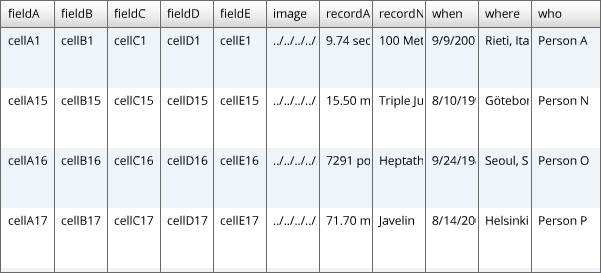 fieldA fieldB fieldC fieldD fieldE image recordA recordN when where who
cellA1 cellB1 cellC1 cellD1 cellE1 ../../../../ 9.74 sec 100 Met 9/9/200 Rieti, Ita Person A
cellA15 cellB15 cellC15 cellD15 cellE15 ../../../../ 15.50 m Triple Ju 8/10/19 Götebor Person N
cellA16 cellB16 cellC16 cellD16 cellE16 ../../../../ 7291 po Heptath 9/24/19 Seoul, S Person O
cellA17 cellB17 cellC17 cellD17 cellE17 ../../../../ 71.70 m Javelin 8/14/20 Helsinki Person P